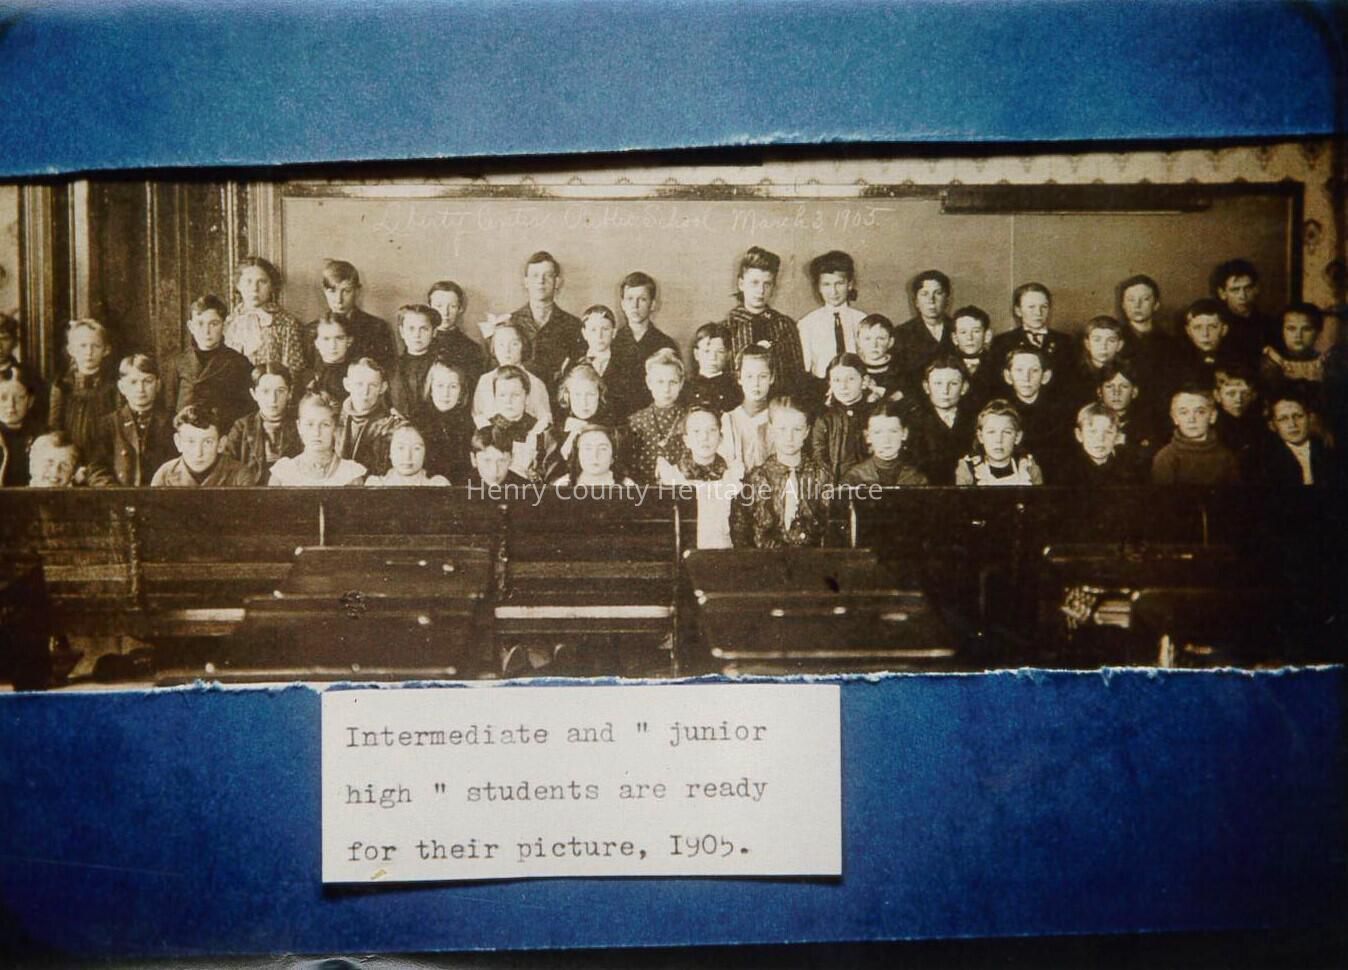 Liberty Center O. Hi School March 3, 1905
Henry County Heritage Alliance
Intermediate and " junior
high " students are ready
for their picture, 1905.